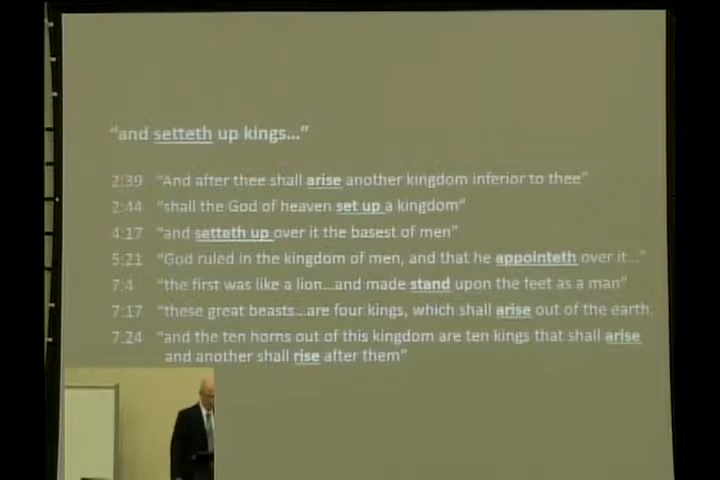 "and setteth up kings..."
2:39 "And after thee shall arise another kingdom inferior to thee"
2:44 "shall the God of heaven set up a kingdom"
4:17 "and setteth up over it the basest of men"
5:21 "God ruled in the kingdom of men, and that he appointeth over it..."
7:4 "the first was like a lion...and made stand upon the feet as a man"
7:17 "these great beasts...are four kings, which shall arise out of the earth.
7:24 "and the ten horns out of this kingdom are ten kings that shall arise
and another shall rise after them"